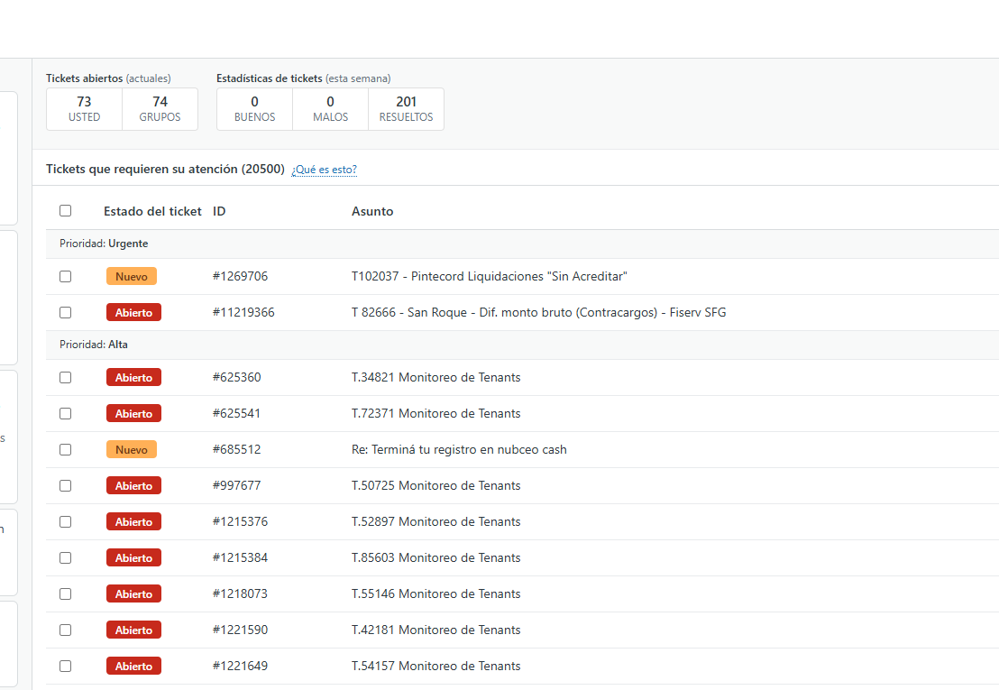 Tickets abiertos (actuales) Estadísticas de tickets (esta semana)
73 74 0 0 201
USTED GRUPOS BUENOS MALOS RESUELTOS
Tickets que requieren su atención (20500) ¿Qué es esto?
Estado del ticket ID Asunto
Prioridad: Urgente
Nuevo #1269706 T102037 - Pintecord Liquidaciones "Sin Acreditar"
Abierto #11219366 T 82666 - San Roque - Dif. monto bruto (Contracargos) - Fiserv SFG
Prioridad: Alta
Abierto #625360 T.34821 Monitoreo de Tenants
Abierto #625541 T.72371 Monitoreo de Tenants
Nuevo #685512 Re: Terminá tu registro en nubceo cash
Abierto #997677 T.50725 Monitoreo de Tenants
Abierto #1215376 T.52897 Monitoreo de Tenants
Abierto #1215384 T.85603 Monitoreo de Tenants
Abierto #1218073 T.55146 Monitoreo de Tenants
Abierto #1221590 T.42181 Monitoreo de Tenants
Abierto #1221649 T.54157 Monitoreo de Tenants